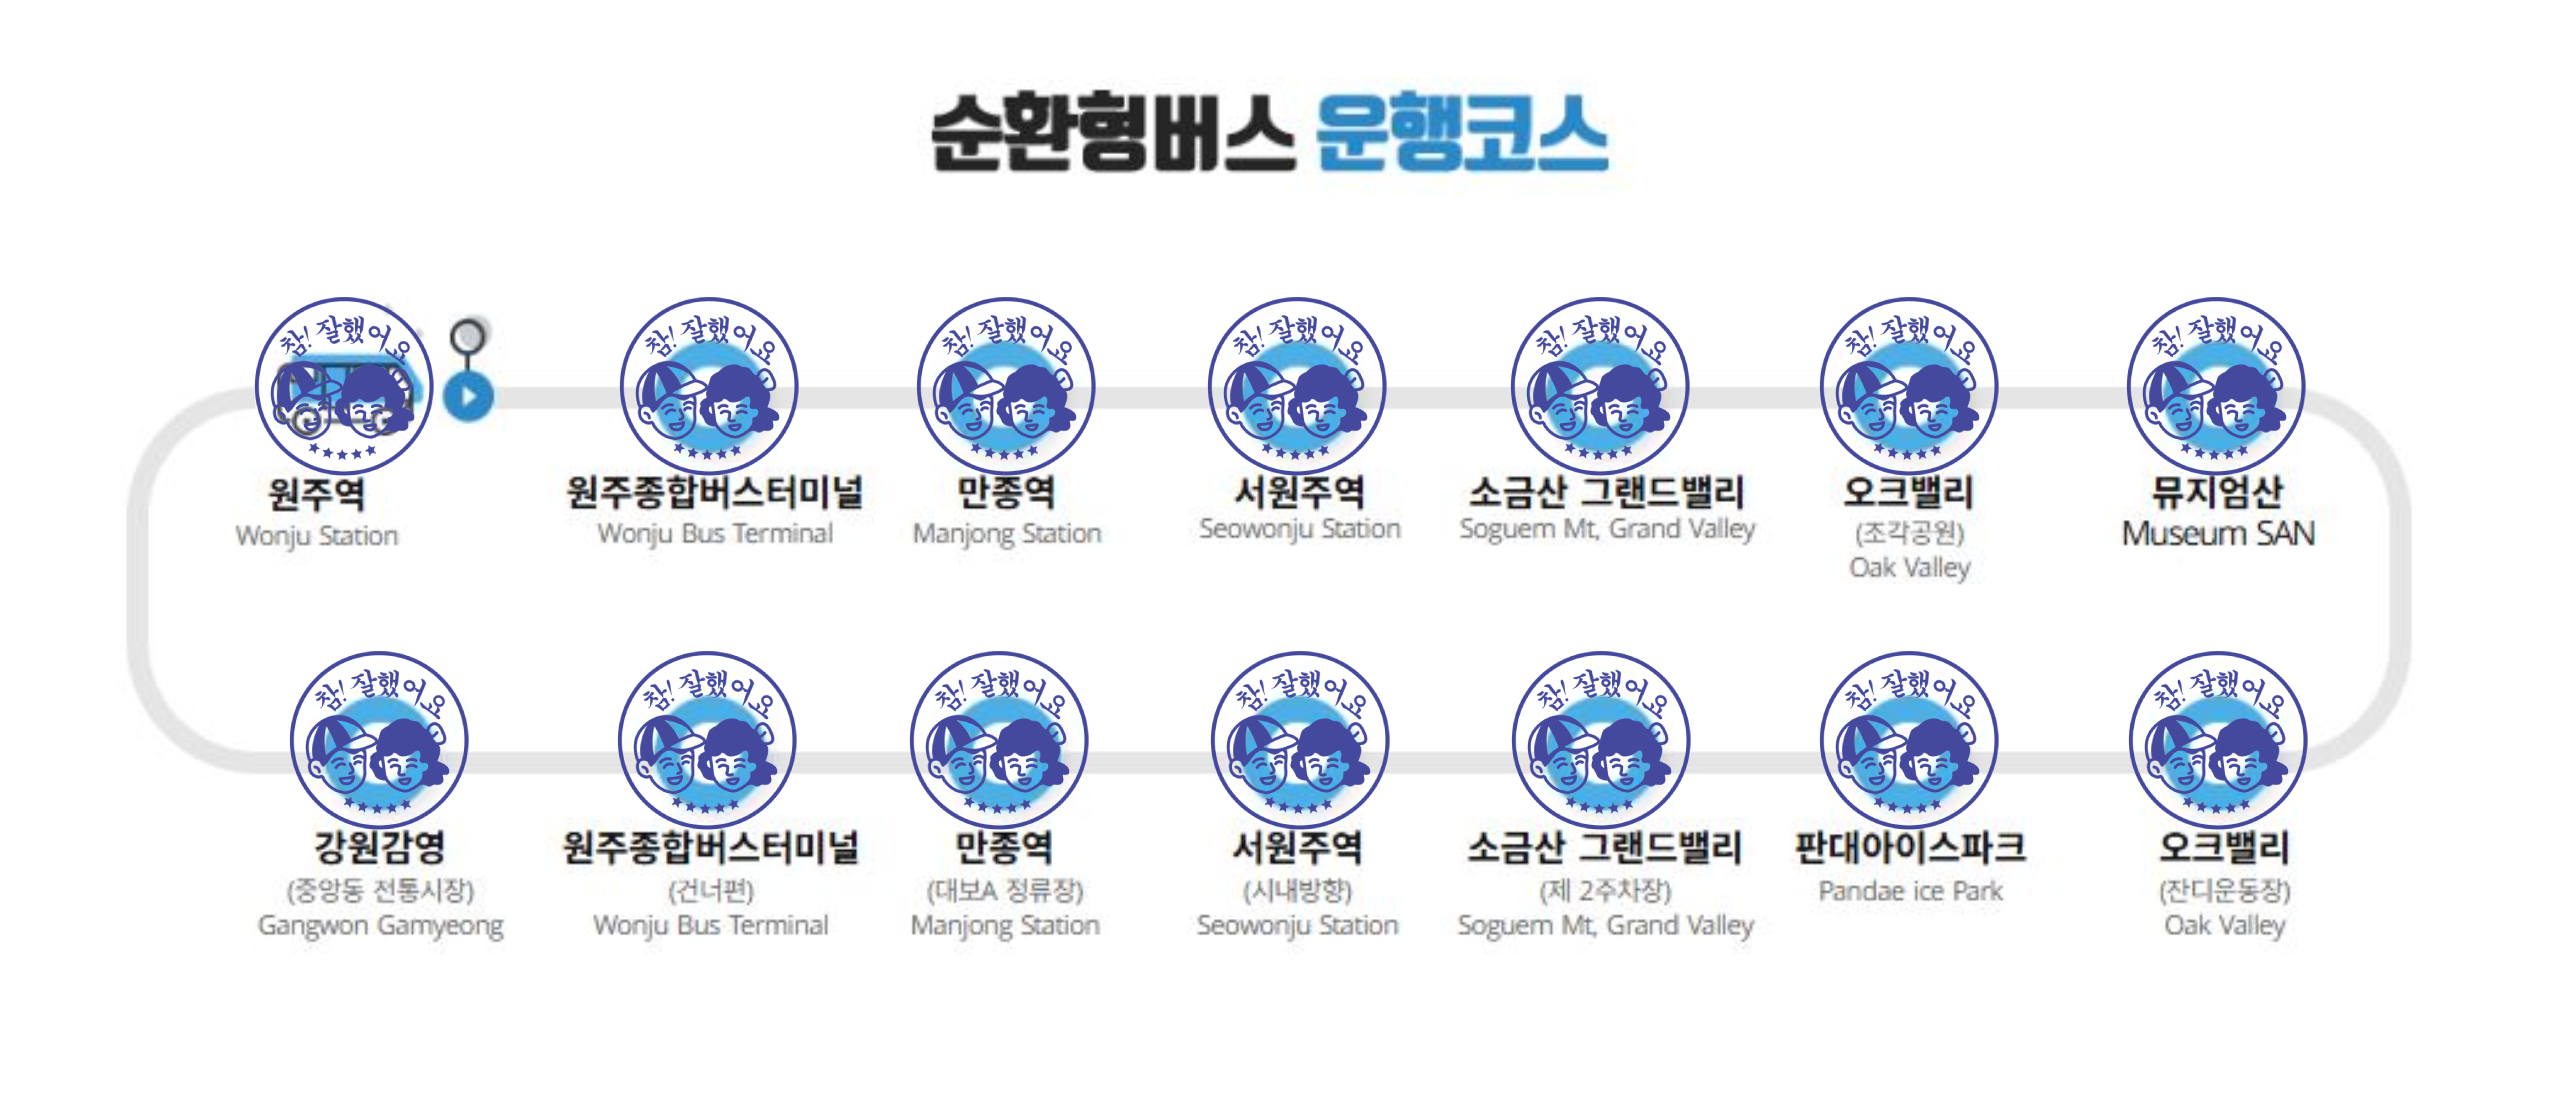 순환형버스 운행코스
참! 잘했어요
참! 잘했어요
참! 잘했어요
참! 잘했어요
참! 잘했어요
참! 잘했어요
참! 잘했어요
원주역
Wonju Station
원주종합버스터미널
Wonju Bus Terminal
만종역
Manjong Station
서원주역
Seowonju Station
소금산 그랜드밸리
Soguem Mt, Grand Valley
오크밸리
(조각공원)
Oak Valley
뮤지엄산
Museum SAN
참! 잘했어요
참! 잘했어요
참! 잘했어요
참! 잘했어요
참! 잘했어요
참! 잘했어요
참! 잘했어요
강원감영
(중앙동 전통시장)
Gangwon Gamyeong
원주종합버스터미널
(건너편)
Wonju Bus Terminal
만종역
(대보A 정류장)
Manjong Station
서원주역
(시내방향)
Seowonju Station
소금산 그랜드밸리
(제 2주차장)
Soguem Mt, Grand Valley
판대아이스파크
Pandae ice Park
오크밸리
(잔디운동장)
Oak Valley